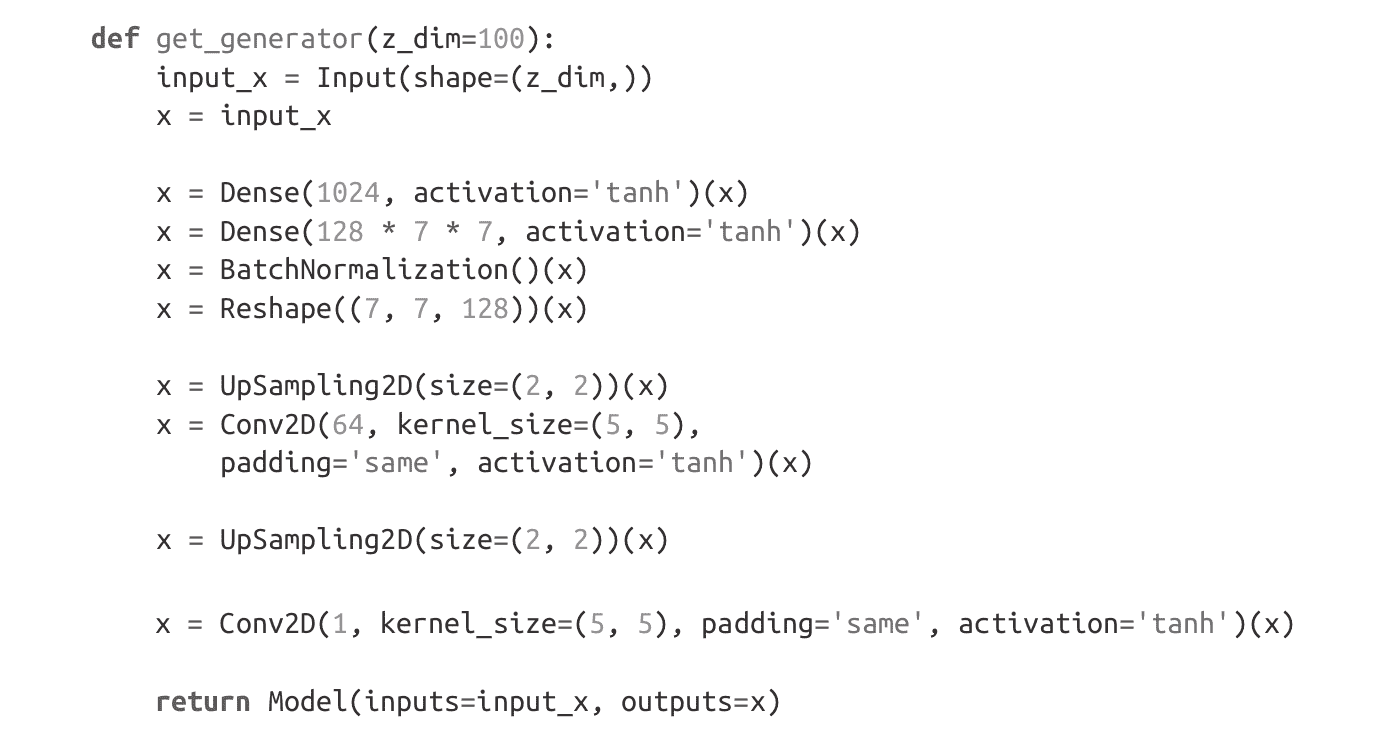 def get_generator(z_dim=100):
    input_x = Input(shape=(z_dim,))
    x = input_x

    x = Dense(1024, activation='tanh')(x)
    x = Dense(128 * 7 * 7, activation='tanh')(x)
    x = BatchNormalization()(x)
    x = Reshape((7, 7, 128))(x)

    x = UpSampling2D(size=(2, 2))(x)
    x = Conv2D(64, kernel_size=(5, 5),
        padding='same', activation='tanh')(x)

    x = UpSampling2D(size=(2, 2))(x)

    x = Conv2D(1, kernel_size=(5, 5), padding='same', activation='tanh')(x)

    return Model(inputs=input_x, outputs=x)